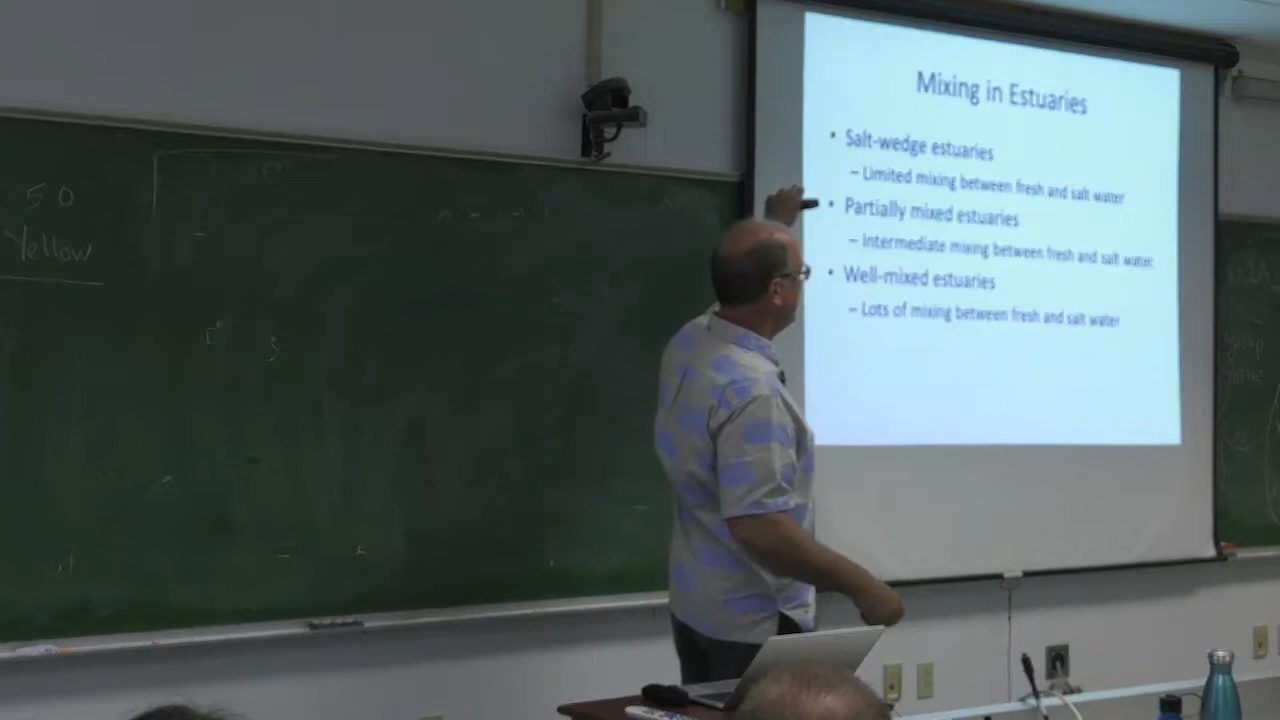 50
Yellow
Mixing in Estuaries
• Salt-wedge estuaries
– Limited mixing between fresh and salt water
• Partially mixed estuaries
– Intermediate mixing between fresh and salt water.
• Well-mixed estuaries
– Lots of mixing between fresh and salt water
group